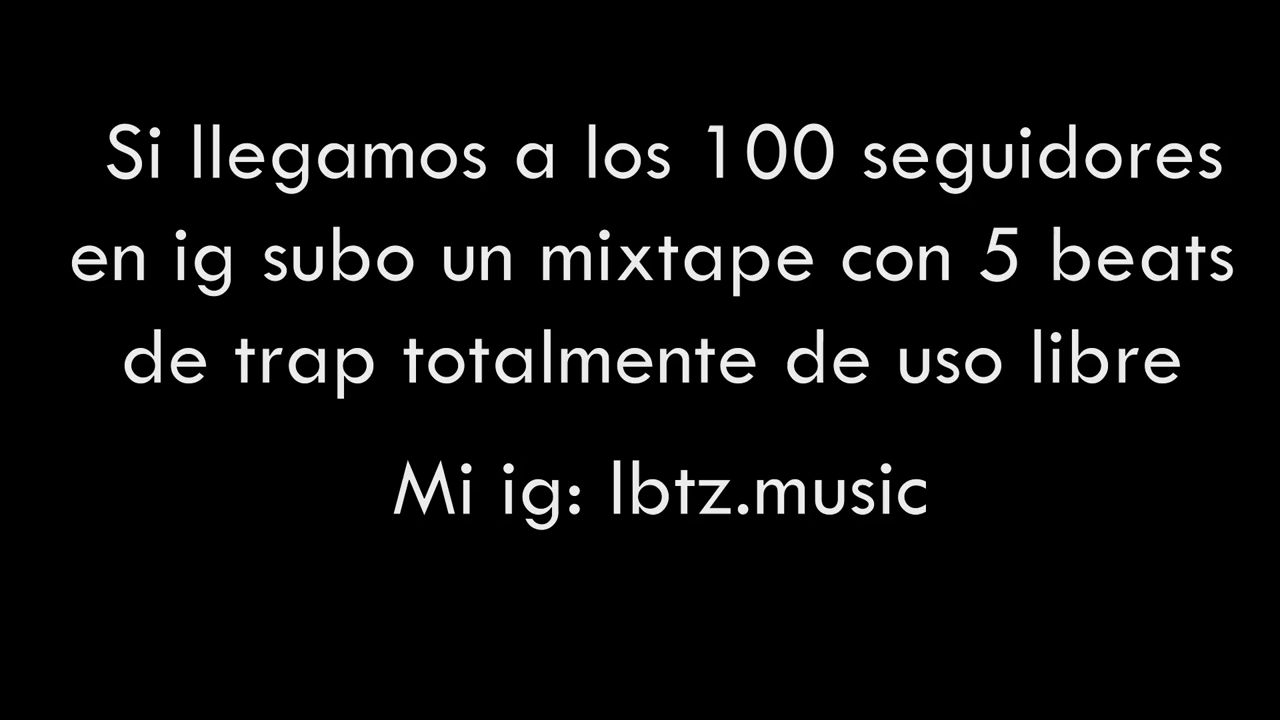 Si llegamos a los 100 seguidores
en ig subo un mixtape con 5 beats
de trap totalmente de uso libre
Mi ig: lbtz.music